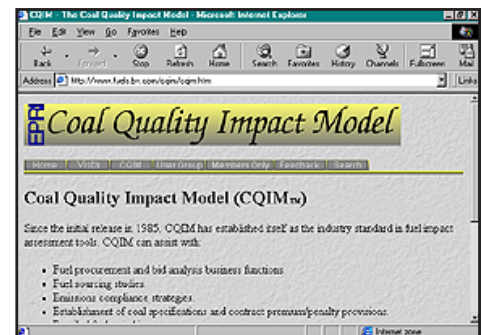 CQIM - The Coal Quality Impact Model - Microsoft Internet Explorer
File Edit View Go Favorites Help
Back Forward Stop Refresh Home Search Favorites History Channels Fullscreen Mail
Address http://www.fuels.bv.com/cqim/cqim.htm Links
EPRI Coal Quality Impact Model
Home Vista CQIM User Group Members Only Feedback Search
Coal Quality Impact Model (CQIM™)
Since the initial release in 1985, CQIM has established itself as the industry standard in fuel impact
assessment tools. CQIM can assist with:
Fuel procurement and bid analysis business functions.
Fuel sourcing studies.
Emissions compliance strategies.
Establishment of coal specifications and contract premium/penalty provisions.
Internet zone